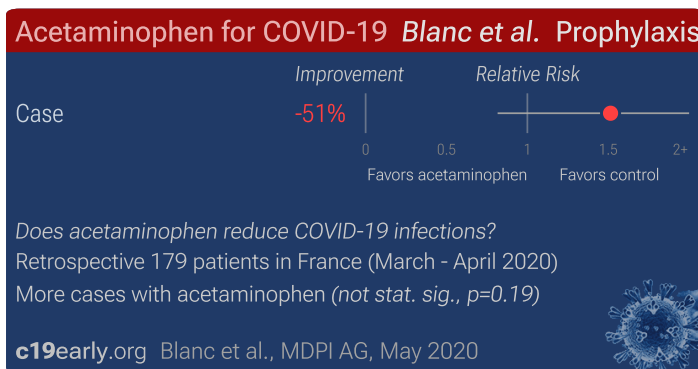 Acetaminophen for COVID-19 Blanc et al. Prophylaxis
Improvement Relative Risk
Case -51%
0 0.5 1 1.5 2+
Favors acetaminophen Favors control
Does acetaminophen reduce COVID-19 infections?
Retrospective 179 patients in France (March - April 2020)
More cases with acetaminophen (not stat. sig., p=0.19)
c19early.org Blanc et al., MDPI AG, May 2020